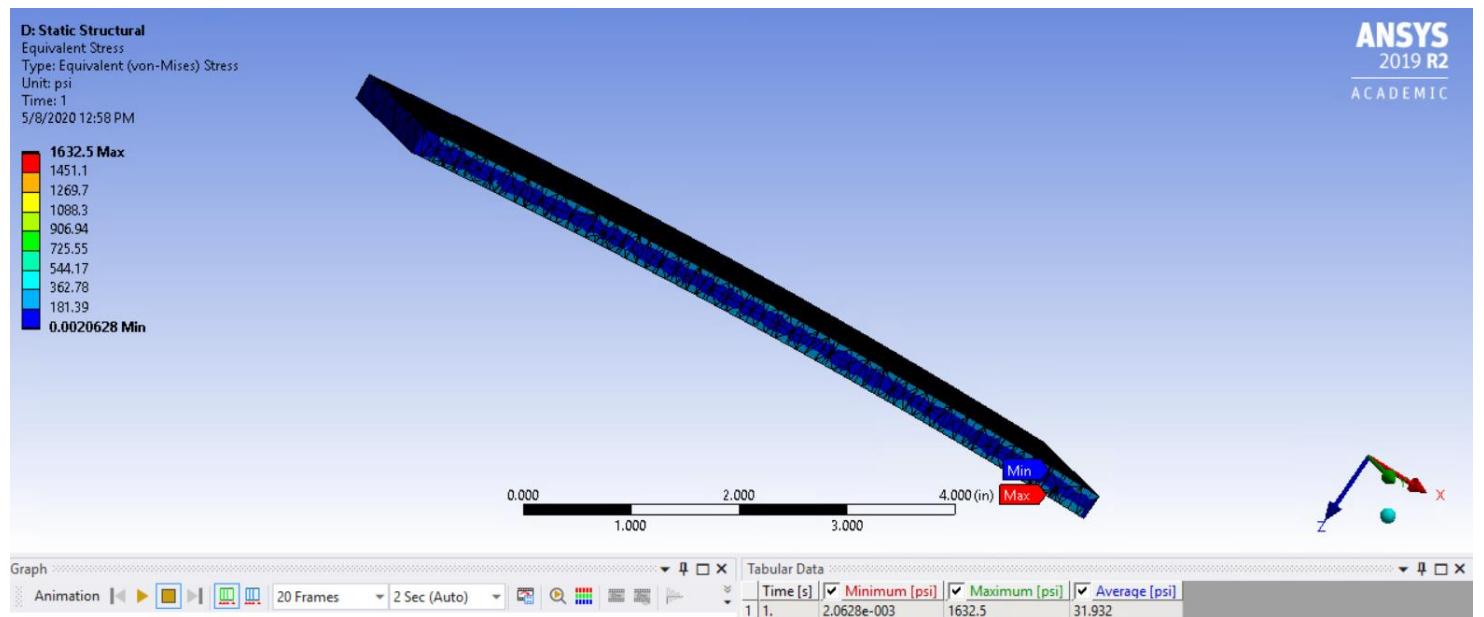 D: Static Structural
Equivalent Stress
Type: Equivalent (von-Mises) Stress
Unit: psi
Time: 1
5/8/2020 12:58 PM
1632.5 Max
1451.1
1269.7
1088.3
906.94
725.55
544.17
362.78
181.39
0.0020628 Min
ANSYS
2019 R2
ACADEMIC
Min
Max
0.000 2.000 4.000 (in)
1.000 3.000
X
Z
Graph
Animation 20 Frames 2 Sec (Auto)
Tabular Data
Time [s] Minimum [psi] Maximum [psi] Average [psi]
1 1. 2.0628e-003 1632.5 31.932